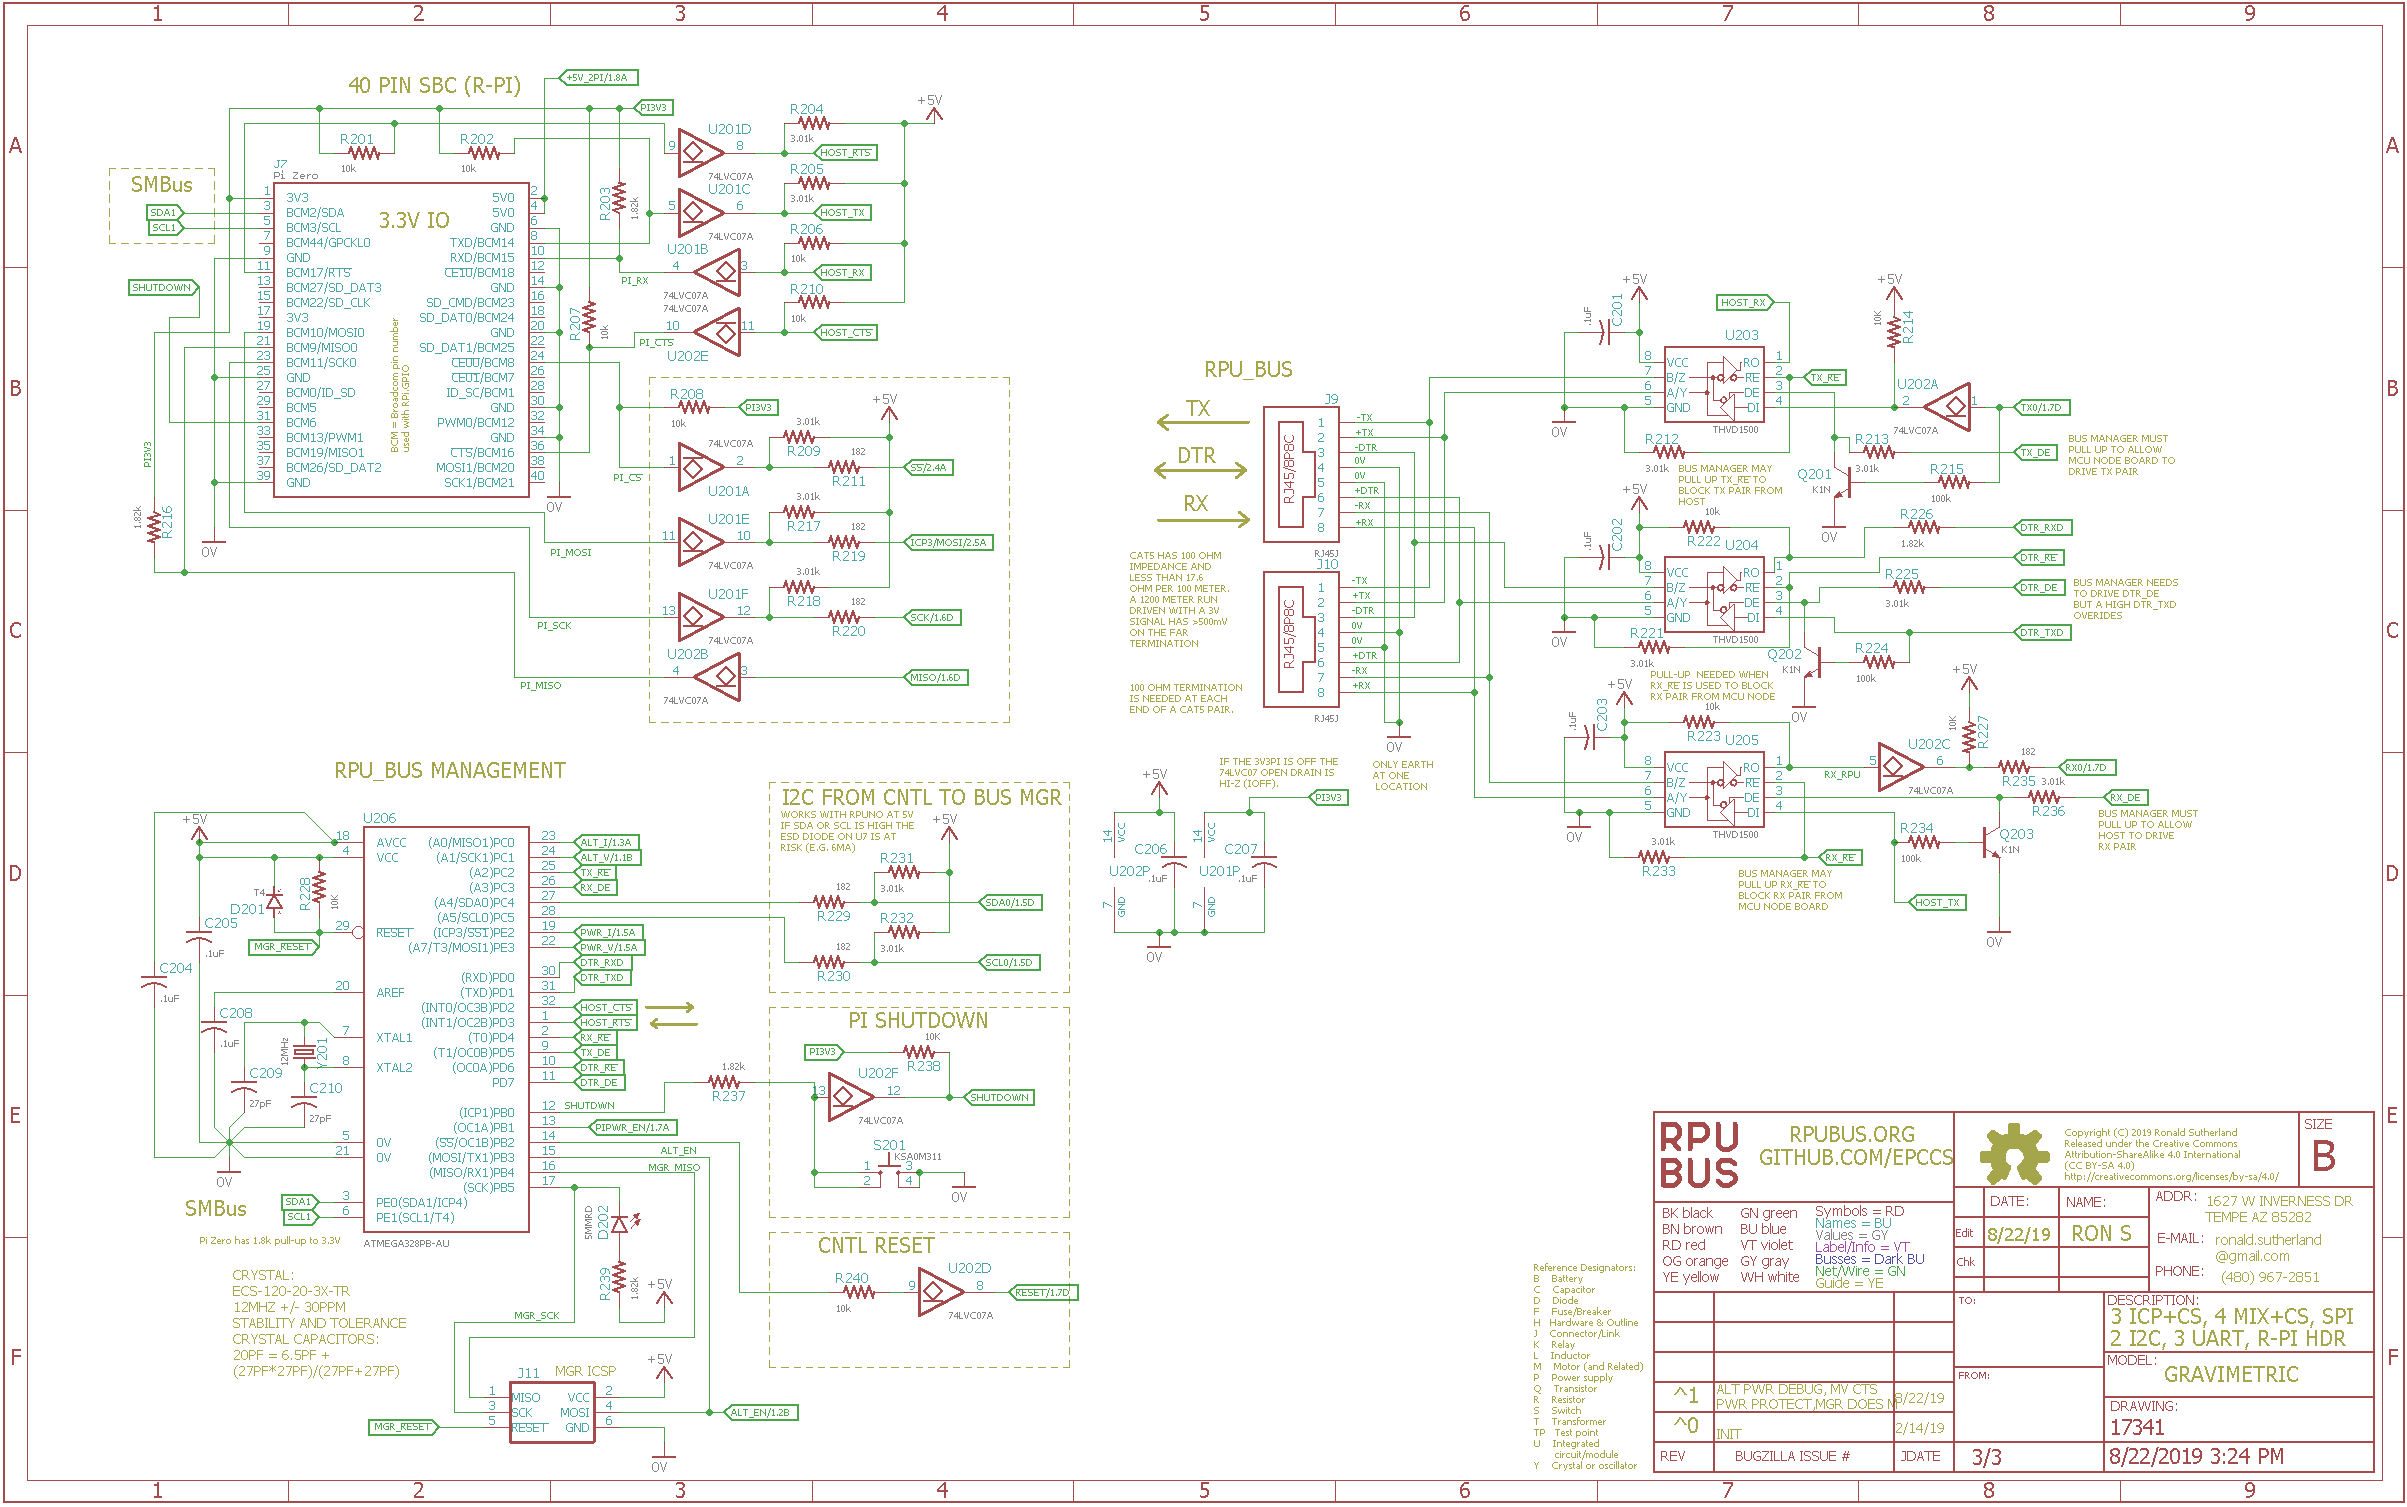 1 2 3 4 5 6 7 8 9
A
B
C
D
E
F
40 PIN SBC (R-PI)
+5V_2PI/1.8A
PI3V3
R201
10k
R202
10k
SMBus
SDA1
SCL1
SHUTDOWN
J7
Pi Zero
3.3V IO
BCM = Broadcom pin number
used with RPi.GPIO
1 3V3 5V0 2
3 BCM2/SDA 5V0 4
5 BCM3/SCL GND 6
7 BCM44/GPCKL0 TXD/BCM14 8
9 GND RXD/BCM15 10
11 BCM17/RTS CE10/BCM18 12
13 BCM27/SD_DAT3 GND 14
15 BCM22/SD_CLK SD_CMD/BCM23 16
17 3V3 SD_DAT0/BCM24 18
19 BCM10/MOSI0 GND 20
21 BCM9/MISO0 SD_DAT1/BCM25 22
23 BCM11/SCK0 CE00/BCM8 24
25 GND CE01/BCM7 26
27 BCM0/ID_SD ID_SC/BCM1 28
29 BCM5 GND 30
31 BCM6 PWM0/BCM12 32
33 BCM13/PWM1 GND 34
35 BCM19/MISO1 CTS/BCM16 36
37 BCM26/SD_DAT2 MOSI1/BCM20 38
39 GND SCK1/BCM21 40
PI3V3
1.82k
R216
0V
0V
R203
1.82k
R207
10k
9 U201D 8
74LVC07A
5 U201C 6
U201B
4 3
PI_RX
74LVC07A
74LVC07A
10 11
PI_CTS
U202E
+5V
R204
3.01k
HOST_RTS
R205
3.01k
HOST_TX
R206
10k
HOST_RX
R210
10k
HOST_CTS
R208
10k
PI3V3
+5V
74LVC07A
1 2
PI_CS
U201A
3.01k
R209
182
R211
SS/2.4A
U201E
11 10
PI_MOSI
74LVC07A
3.01k
R217
182
R219
ICP3/MOSI/2.5A
U201F
13 12
PI_SCK
74LVC07A
3.01k
R218
182
R220
SCK/1.6D
U202B
4 3
PI_MISO
74LVC07A
MISO/1.6D
RPU_BUS
TX
DTR
RX
J9
1 -TX
2 +TX
3 -DTR
4 0V
5 0V
6 +DTR
7 -RX
8 +RX
RJ45/8P8C
RJ45J
J10
1 -TX
2 +TX
3 -DTR
4 0V
5 0V
6 +DTR
7 -RX
8 +RX
RJ45/8P8C
RJ45J
CAT5 HAS 100 OHM
IMPEDANCE AND
LESS THAN 17.6
OHM PER 100 METER.
A 1200 METER RUN
DRIVEN WITH A 3V
SIGNAL HAS >500mV
ON THE FAR
TERMINATION
100 OHM TERMINATION
IS NEEDED AT EACH
END OF A CAT5 PAIR.
0V
ONLY EARTH
AT ONE
LOCATION
IF THE 3V3PI IS OFF THE
74LVC07 OPEN DRAIN IS
HI-Z (IOFF).
+5V
PI3V3
14 VCC
14 VCC
C206
.1uF
C207
.1uF
U202P
U201P
7 GND
7 GND
0V
+5V
.1uF
C201
0V
HOST_RX
U203
8 VCC RO 1
7 B/Z RE 2
6 A/Y DE 3
5 GND DI 4
THVD1500
TX_RE
R212
3.01k
BUS MANAGER MAY
PULL UP TX_RE TO
BLOCK TX PAIR FROM
HOST
+5V
10K
R214
U202A
2 1
74LVC07A
TX0/1.7D
R213
3.01k
TX_DE
Q201
K1N
R215
100k
0V
BUS MANAGER MUST
PULL UP TO ALLOW
MCU NODE BOARD TO
DRIVE TX PAIR
+5V
.1uF
C202
0V
10k
R222
U204
8 VCC RO 1
7 B/Z RE 2
6 A/Y DE 3
5 GND DI 4
THVD1500
R226
1.82k
DTR_RXD
DTR_RE
R225
3.01k
DTR_DE
DTR_TXD
BUS MANAGER NEEDS
TO DRIVE DTR_DE
BUT A HIGH DTR_TXD
OVERRIDES
R221
3.01k
Q202
K1N
R224
100k
0V
PULL-UP NEEDED WHEN
RX_RE IS USED TO BLOCK
RX PAIR FROM MCU NODE
+5V
.1uF
C203
0V
10k
R223
U205
8 VCC RO 1
7 B/Z RE 2
6 A/Y DE 3
5 GND DI 4
THVD1500
RX_RPU
5 U202C 6
74LVC07A
+5V
10K
R227
182
R235
RX0/1.7D
3.01k
R236
RX_DE
R234
100k
Q203
K1N
0V
BUS MANAGER MUST
PULL UP TO ALLOW
HOST TO DRIVE
RX PAIR
R233
3.01k
RX_RE
HOST_TX
BUS MANAGER MAY
PULL UP RX_RE TO
BLOCK RX PAIR FROM
MCU NODE BOARD
RPU_BUS MANAGEMENT
+5V
U206
18 AVCC (A0/MISO1)PC0 23 ALT_I/1.3A
4 VCC (A1/SCK1)PC1 24 ALT_V/1.1B
(A2)PC2 25 TX_RE
(A3)PC3 26 RX_DE
(A4/SDA0)PC4 27
(A5/SCL0)PC5 28
29 RESET (ICP3/SS1)PE2 19 PWR_I/1.5A
(A7/T3/MOSI1)PE3 22 PWR_V/1.5A
(RXD)PD0 30 DTR_RXD
20 AREF (TXD)PD1 31 DTR_TXD
(INT0/OC3B)PD2 32 HOST_CTS
(INT1/OC2B)PD3 1 HOST_RTS
7 XTAL1 (T0)PD4 2 RX_RE
(T1/OC0B)PD5 9 TX_DE
8 XTAL2 (OC0A)PD6 10 DTR_RE
PD7 11 DTR_DE
(ICP1)PB0 12 SHUTDWN
(OC1A)PB1 13 PIPWR_EN/1.7A
5 0V (SS/OC1B)PB2 14
21 0V (MOSI/TX1)PB3 15 ALT_EN
(MISO/RX1)PB4 16 MGR_MISO
(SCK)PB5 17
3 PE0(SDA1/ICP4)
6 PE1(SCL1/T4)
ATMEGA328PB-AU
T4
D201
R228
10K
MGR_RESET
C205
.1uF
C204
.1uF
C208
.1uF
12MHz
Y201
C209
27pF
C210
27pF
0V
SMBus
SDA1
SCL1
Pi Zero has 1.8k pull-up to 3.3V
CRYSTAL:
ECS-120-20-3X-TR
12MHZ +/- 30PPM
STABILITY AND TOLERANCE
CRYSTAL CAPACITORS:
20PF = 6.5PF +
(27PF*27PF)/(27PF+27PF)
I2C FROM CNTL TO BUS MGR
WORKS WITH RPUNO AT 5V
IF SDA OR SCL IS HIGH THE
ESD DIODE ON U7 IS AT
RISK (E.G. 6MA)
+5V
R231
3.01k
182
R229
SDA0/1.5D
R232
3.01k
182
R230
SCL0/1.5D
PI SHUTDOWN
PI3V3
10K
R238
1.82k
R237
U202F
13 12
74LVC07A
SHUTDOWN
S201
KSA0M311
1 3
2 4
0V
CNTL RESET
R240
10k
9 U202D 8
74LVC07A
RESET/1.7D
5MMRD
D202
R239
1.82k
+5V
MGR_SCK
J11 MGR ICSP
+5V
1 MISO VCC 2
3 SCK MOSI 4
5 RESET GND 6
MGR_RESET
ALT_EN/1.2B
0V
Reference Designators:
B Battery
C Capacitor
D Diode
F Fuse/Breaker
H Hardware & Outline
J Connector/Link
K Relay
L Inductor
M Motor (and Related)
P Power supply
Q Transistor
R Resistor
S Switch
T Transformer
TP Test point
U Integrated
circuit/module
Y Crystal or oscillator
RPU
BUS
RPUBUS.ORG
GITHUB.COM/EPCCS
Copyright (C) 2019 Ronald Sutherland
Released under the Creative Commons
Attribution-ShareAlike 4.0 International
(CC BY-SA 4.0)
http://creativecommons.org/licenses/by-sa/4.0/
SIZE
B
BK black GN green Symbols = RD
BN brown BU blue Names = BU
Values = GY
RD red VT violet Label/Info = VT
OG orange GY gray Busses = Dark BU
Net/Wire = GN
YE yellow WH white Guide = YE
DATE: NAME:
Edit 8/22/19 RON S
Chk
ADDR: 1627 W INVERNESS DR
TEMPE AZ 85282
E-MAIL: ronald.sutherland
@gmail.com
PHONE: (480) 967-2851
TO:
FROM:
DESCRIPTION:
3 ICP+CS, 4 MIX+CS, SPI
2 I2C, 3 UART, R-PI HDR
MODEL:
GRAVIMETRIC
DRAWING:
17341
^1 ALT PWR DEBUG, MV CTS
PWR PROTECT,MGR DOES 8/22/19
^0 INIT 2/14/19
REV BUGZILLA ISSUE # JDATE
3/3
8/22/2019 3:24 PM
A
B
C
D
E
F
1 2 3 4 5 6 7 8 9